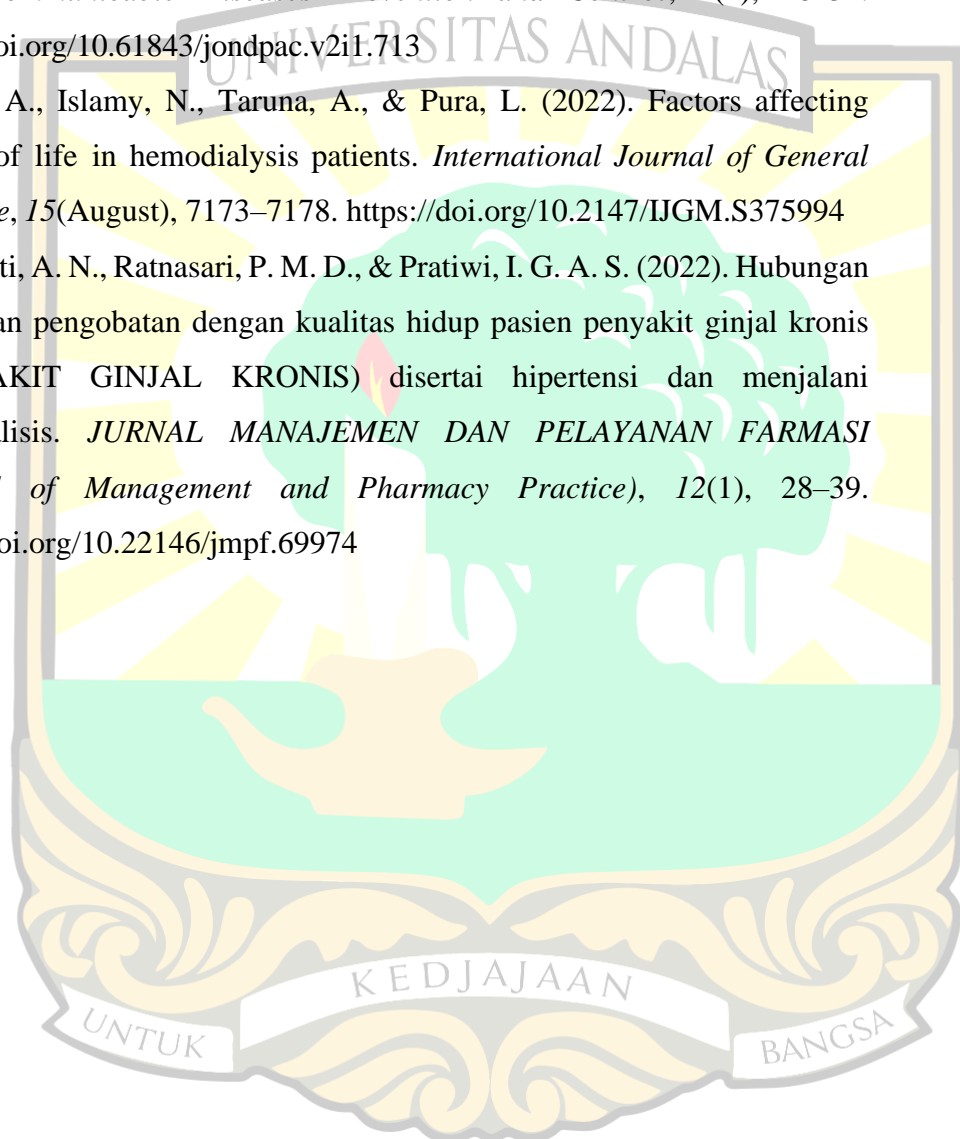 oi.org/10.61843/jondpac.v2i1.713
UNIVERSITAS ANDALAS
A., Islamy, N., Taruna, A., & Pura, L. (2022). Factors affecting
of life in hemodialysis patients. International Journal of General
e, 15(August), 7173–7178. https://doi.org/10.2147/IJGM.S375994
ti, A. N., Ratnasari, P. M. D., & Pratiwi, I. G. A. S. (2022). Hubungan
an pengobatan dengan kualitas hidup pasien penyakit ginjal kronis
AKIT GINJAL KRONIS) disertai hipertensi dan menjalani
alisis. JURNAL MANAJEMEN DAN PELAYANAN FARMASI
of Management and Pharmacy Practice), 12(1), 28–39.
oi.org/10.22146/jmpf.69974
KEDJAJAAN
UNTUK
BANGSA